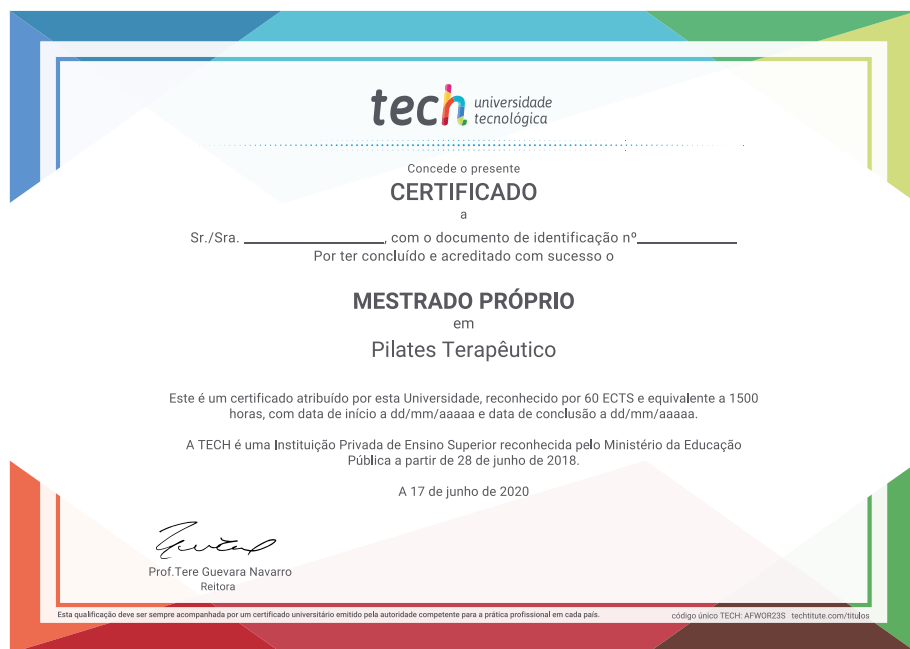 tech universidade
tecnológica
Concede o presente
CERTIFICADO
a
Sr./Sra. ________________, com o documento de identificação nº____________
Por ter concluído e acreditado com sucesso o
MESTRADO PRÓPRIO
em
Pilates Terapêutico
Este é um certificado atribuído por esta Universidade, reconhecido por 60 ECTS e equivalente a 1500
horas, com data de início a dd/mm/aaaaa e data de conclusão a dd/mm/aaaaa.
A TECH é uma Instituição Privada de Ensino Superior reconhecida pelo Ministério da Educação
Pública a partir de 28 de junho de 2018.
A 17 de junho de 2020
Prof.Tere Guevara Navarro
Reitora
Esta qualificação deve ser sempre acompanhada por um certificado universitário emitido pela autoridade competente para a prática profissional em cada país.
código único TECH: AFWOR23S techtitute.com/titulos